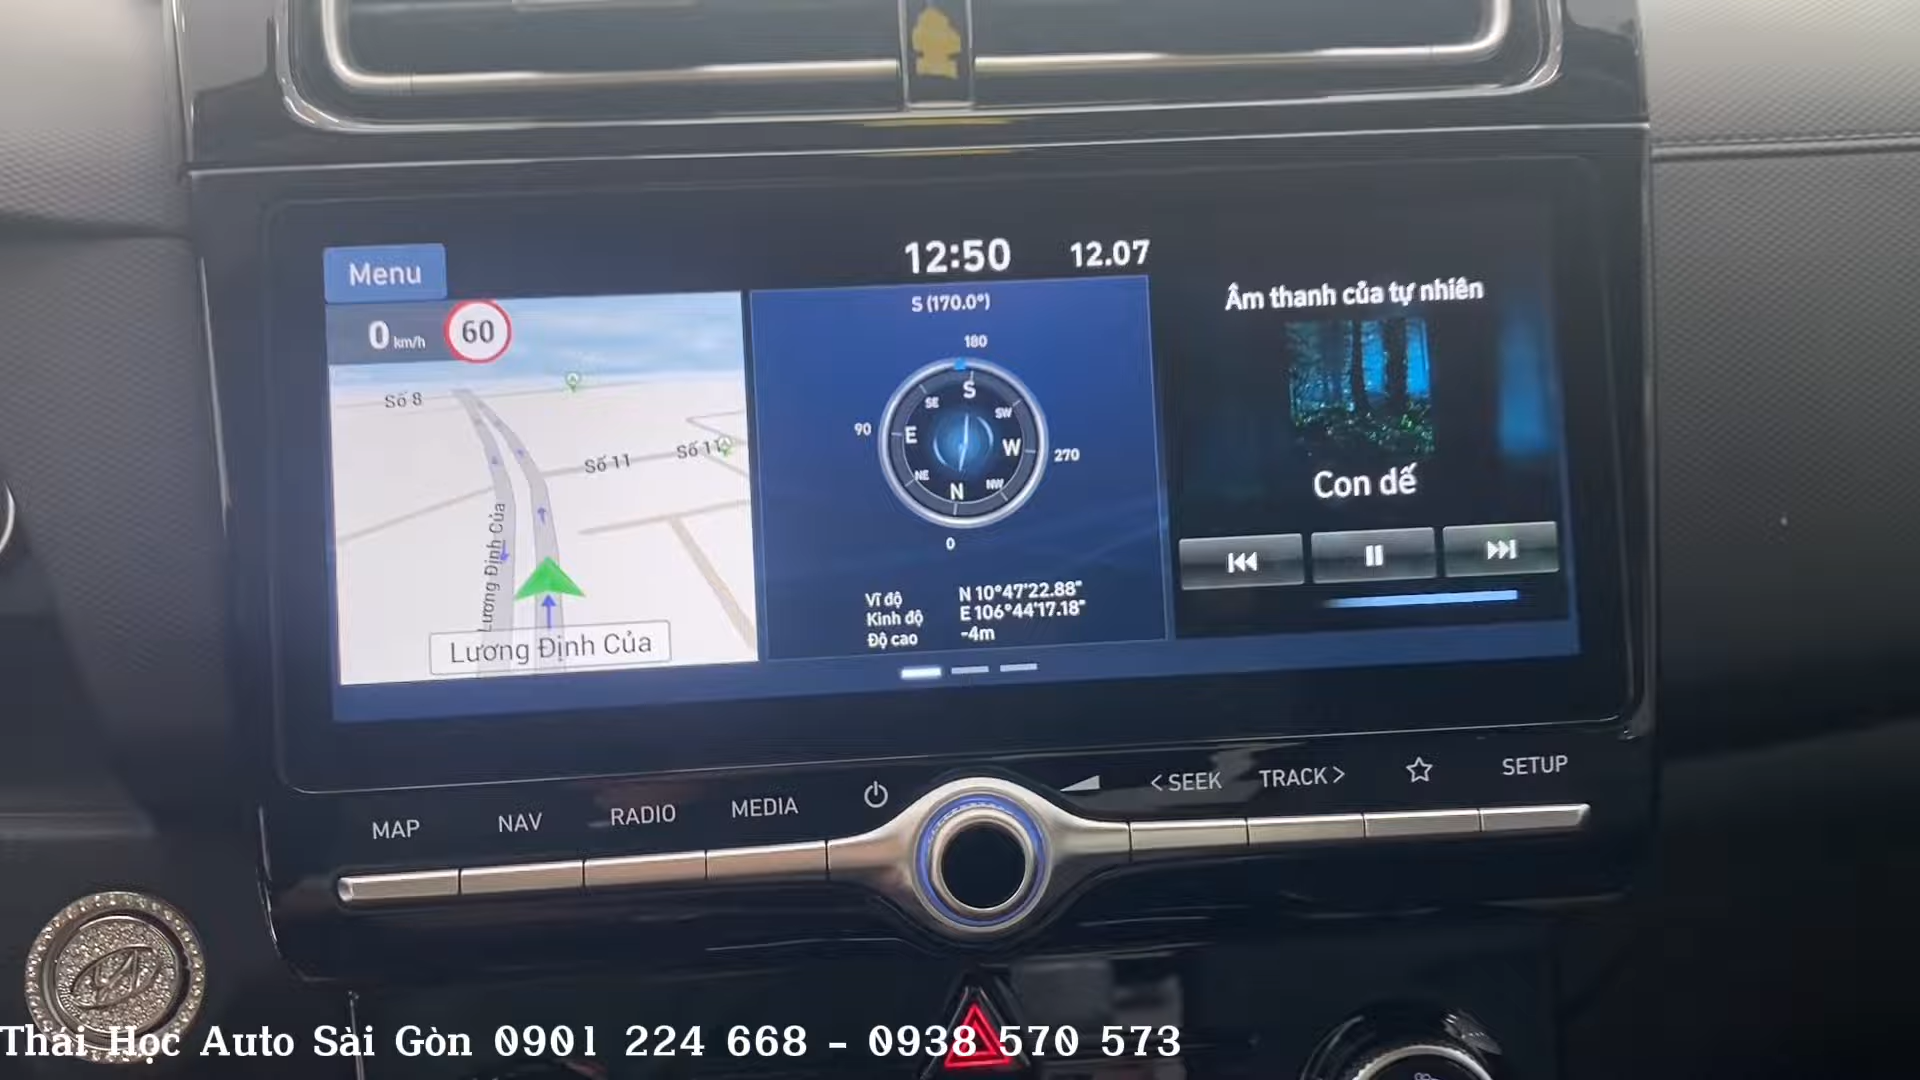 12:50
12.07
Menu
0 km/h
60
Số 8
Số 11
Số 11
Lương Định Của
Lương Định Của
S (170.0°)
180
S
SE
SW
90
E
W
270
NE
NW
N
0
Vĩ độ N 10°47'22.88"
Kinh độ E 106°44'17.18"
Độ cao -4m
Âm thanh của tự nhiên
Con dế
MAP NAV RADIO MEDIA < SEEK TRACK > SETUP
Thái Học Auto Sài Gòn 0901 224 668 - 0938 570 573